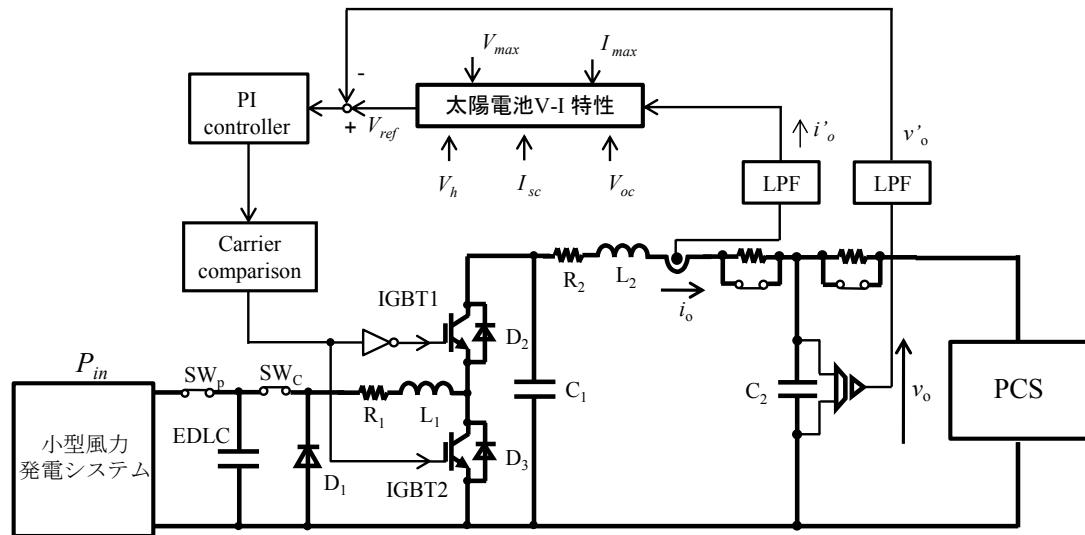 V_max
I_max
PI
controller
-
+
V_ref
太陽電池V-I 特性
i'_o
v'_o
V_h
I_sc
V_oc
LPF
LPF
Carrier
comparison
IGBT1
R_2
L_2
i_o
D_2
P_in
SW_p
SW_C
R_1
L_1
C_1
C_2
v_o
PCS
小型風力
発電システム
EDLC
D_1
IGBT2
D_3